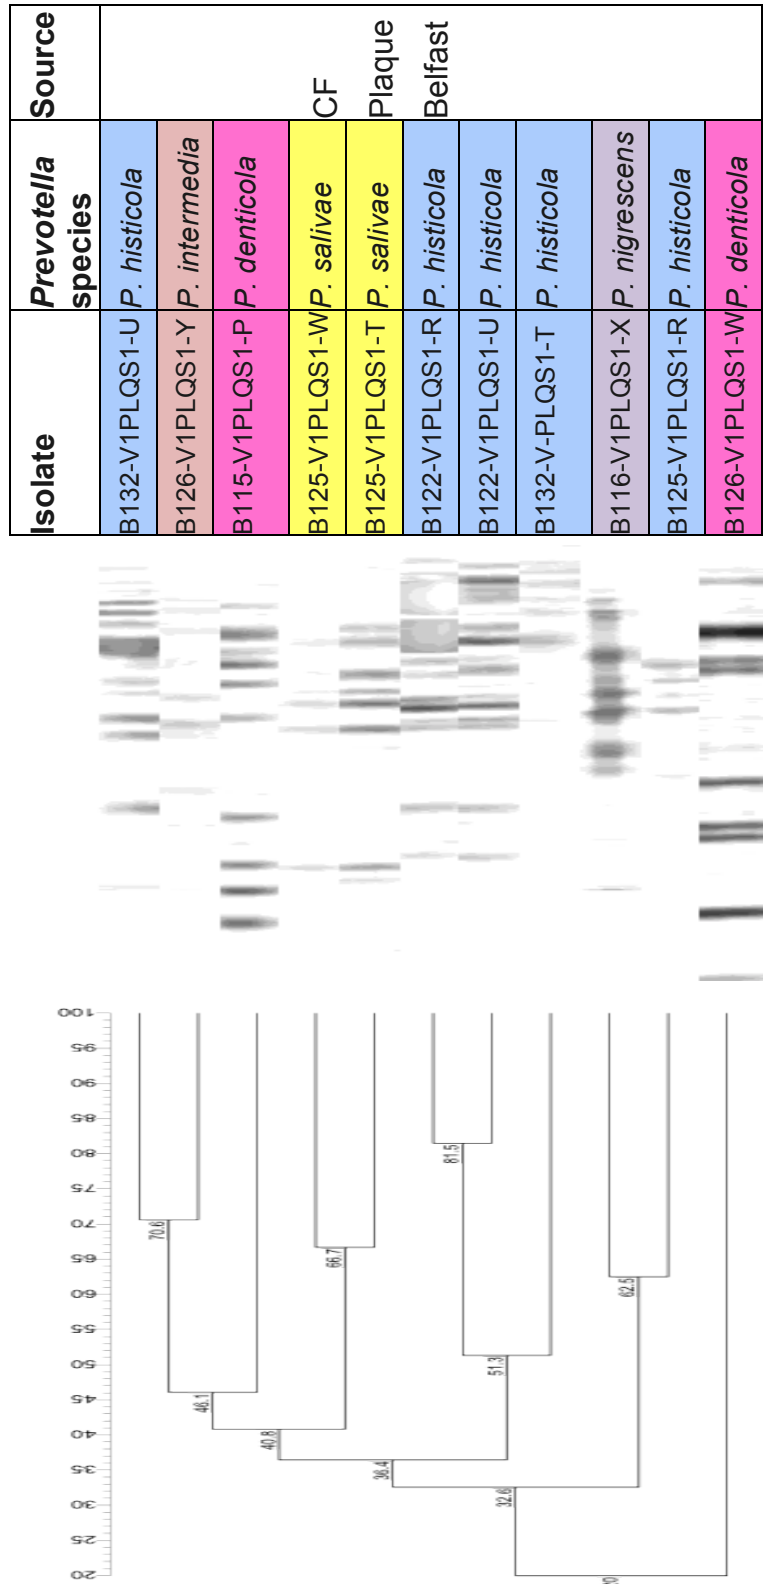 Isolate
Prevotella
species
Source
B132-V1PLQS1-U P. histicola
B126-V1PLQS1-Y P. intermedia
B115-V1PLQS1-P P. denticola
B125-V1PLQS1-W P. salivae
B125-V1PLQS1-T P. salivae
B122-V1PLQS1-R P. histicola
B122-V1PLQS1-U P. histicola
B132-V-PLQS1-T P. histicola
B116-V1PLQS1-X P. nigrescens
B125-V1PLQS1-R P. histicola
B126-V1PLQS1-W P. denticola
CF
Plaque
Belfast
100
95
90
85
80
75
70
65
60
55
50
45
40
35
30
25
20
70.6
66.7
81.5
62.5
51.3
46.1
40.8
36.4
32.6